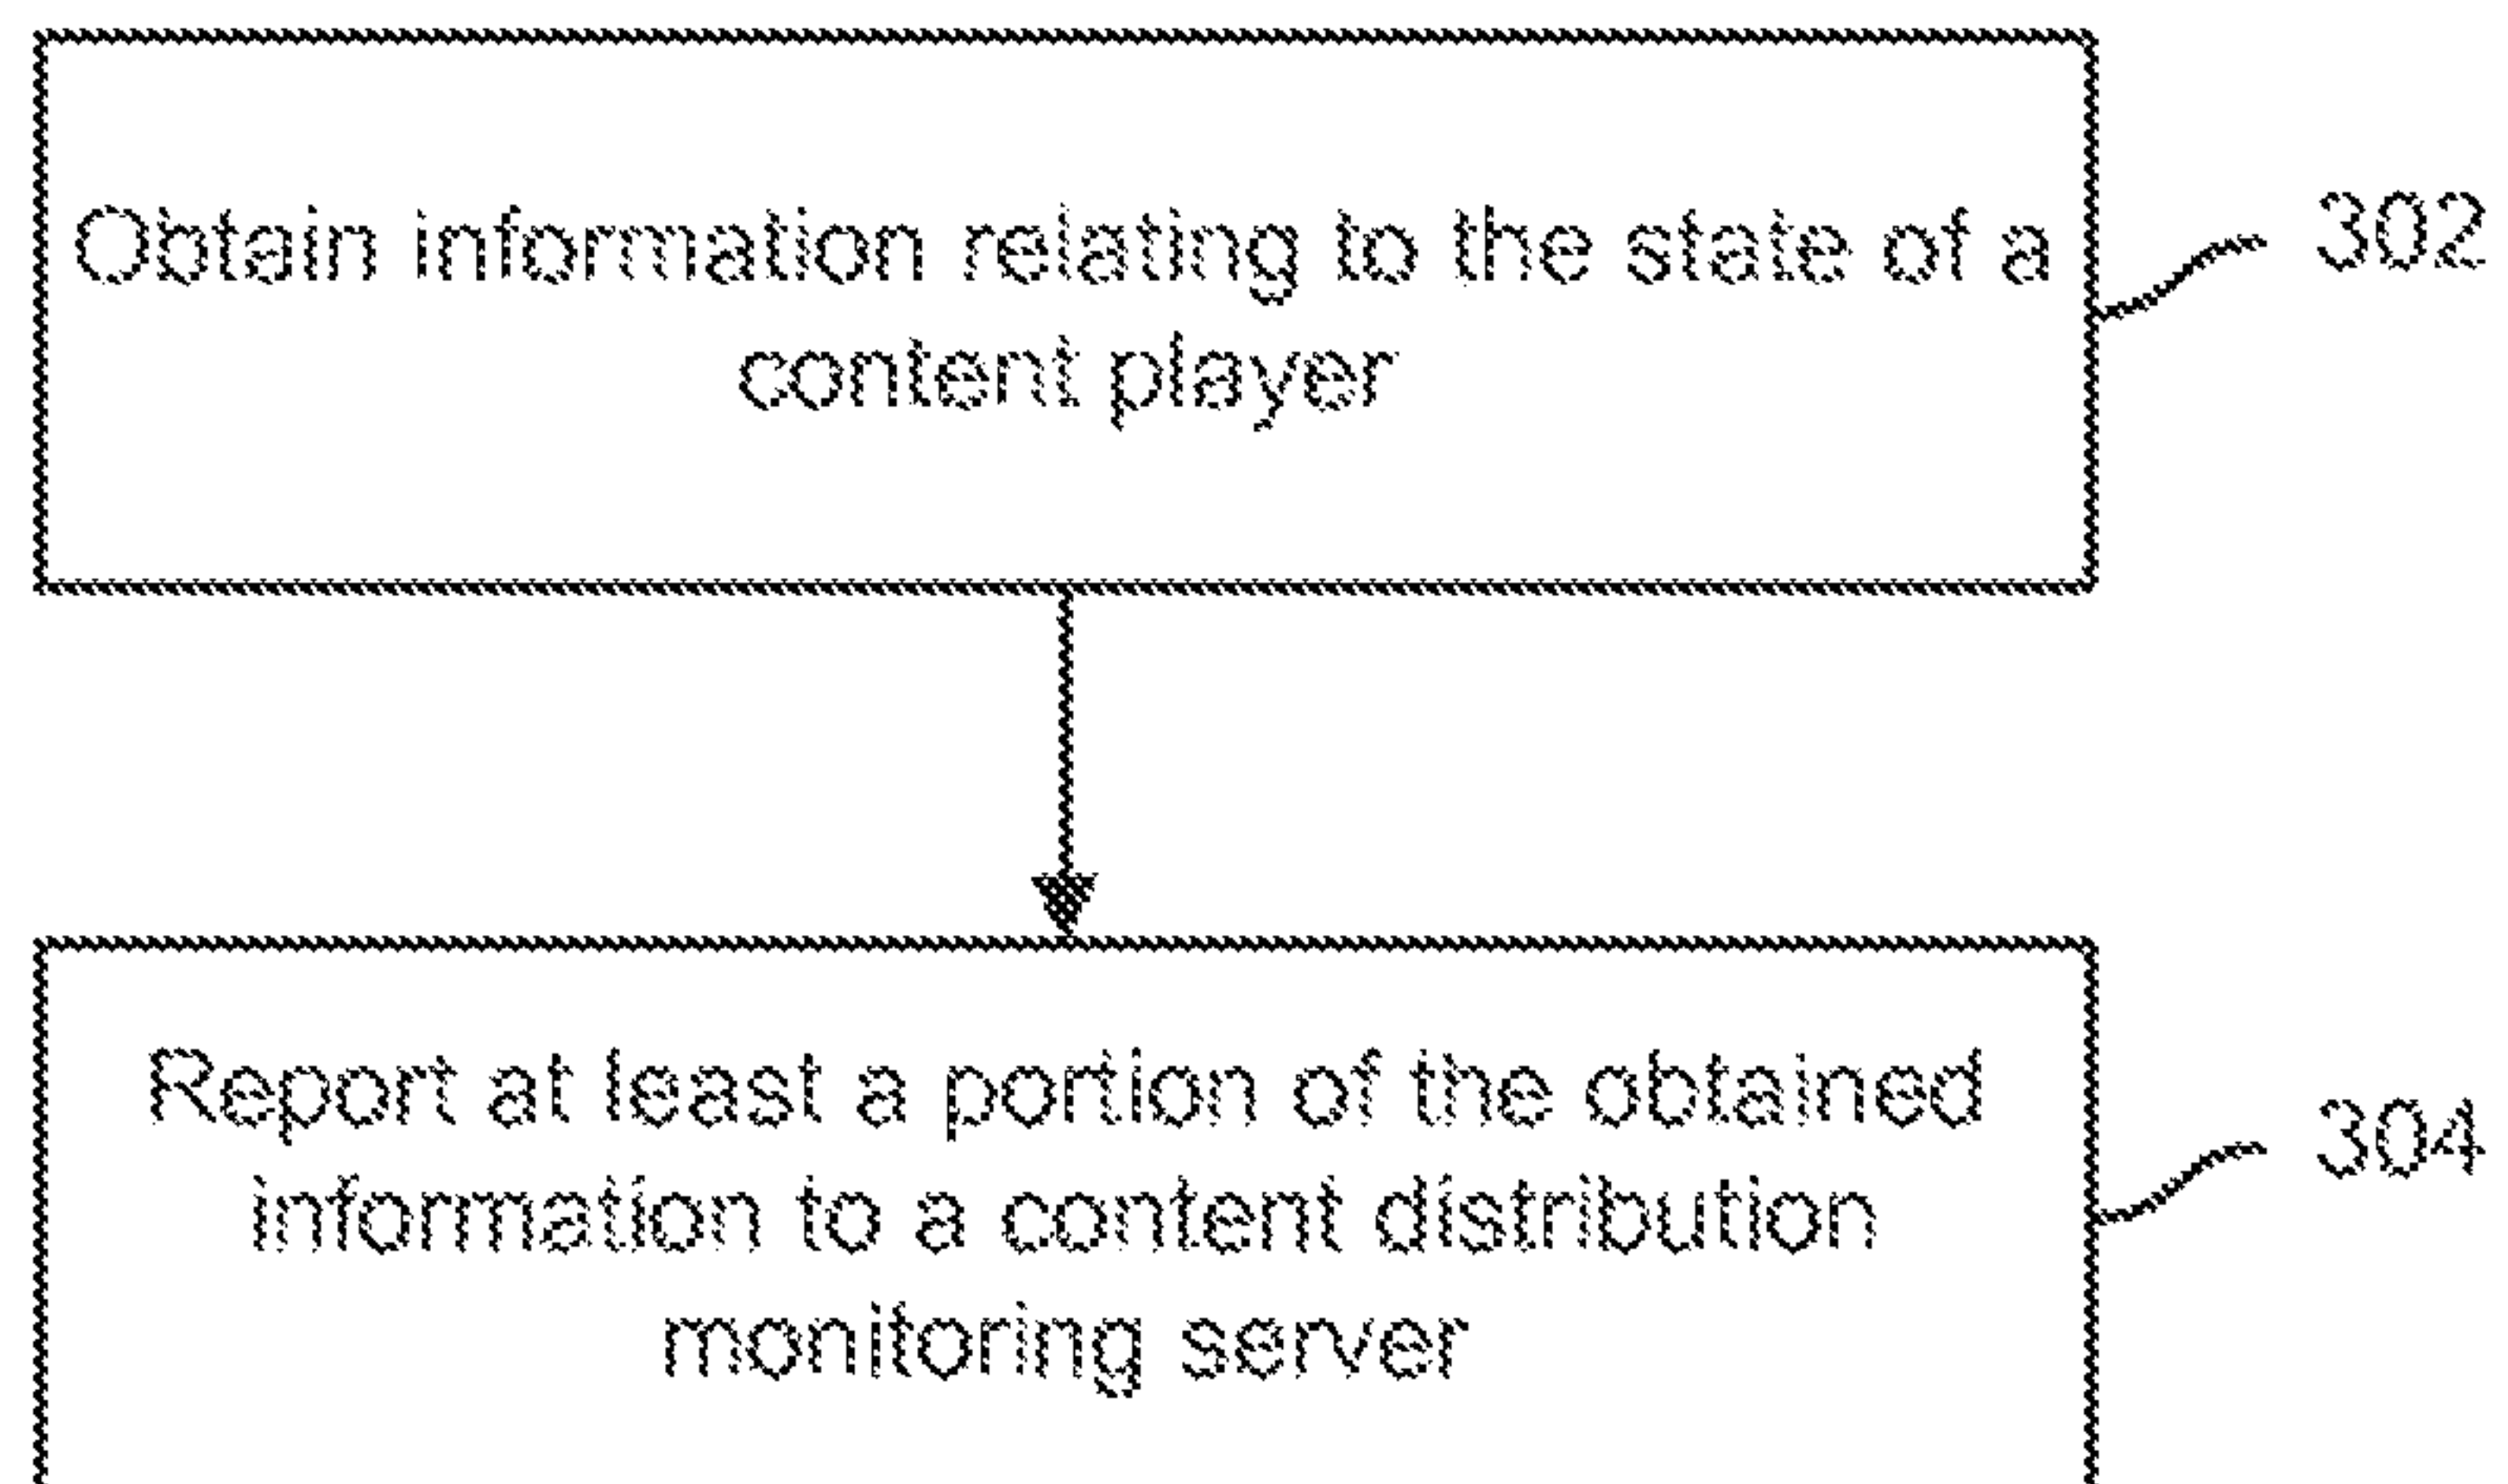 Obtain information relating to the state of a
content player
302
Report at least a portion of the obtained
information to a content distribution
monitoring server
304